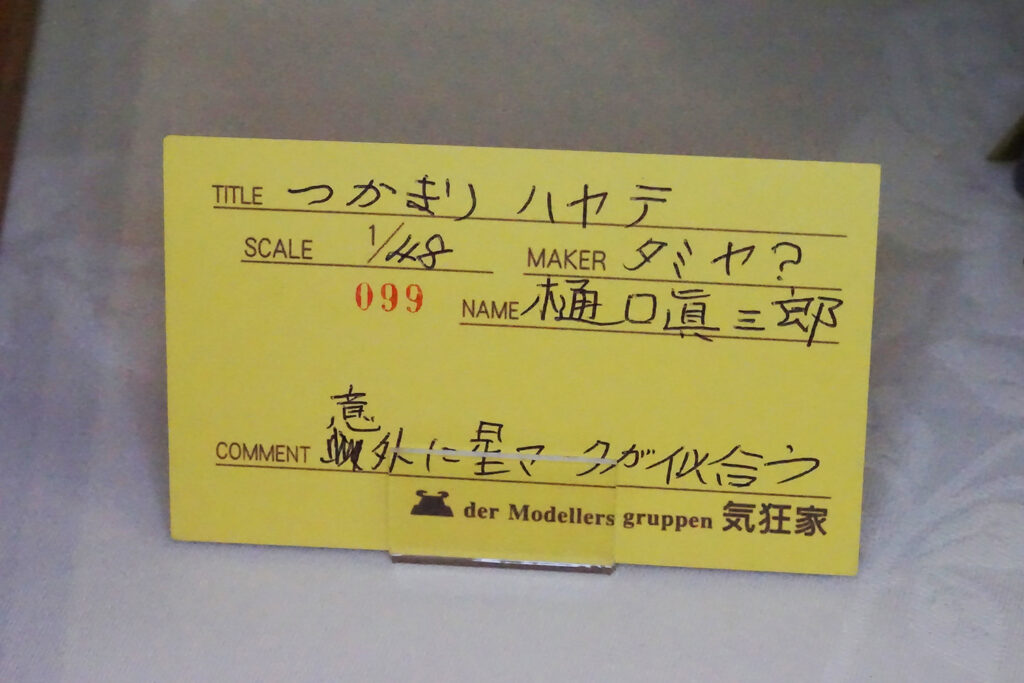 TITLE つかまり ハヤテ
SCALE 1/48 MAKER タミヤ?
099 NAME 樋口眞三郎
意
COMMENT 外に星マークが似合う
der Modellers gruppen 気狂家